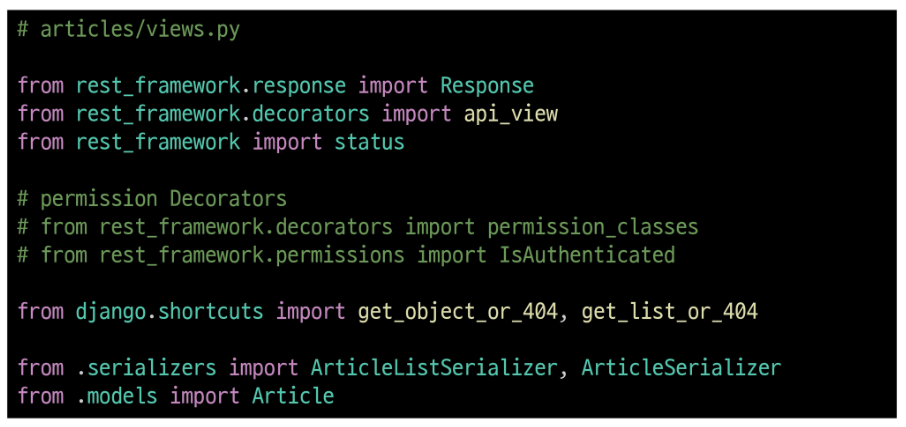 # articles/views.py
from rest_framework.response import Response
from rest_framework.decorators import api_view
from rest_framework import status
# permission Decorators
# from rest_framework.decorators import permission_classes
# from rest_framework.permissions import IsAuthenticated
from django.shortcuts import get_object_or_404, get_list_or_404
from .serializers import ArticleListSerializer, ArticleSerializer
from .models import Article